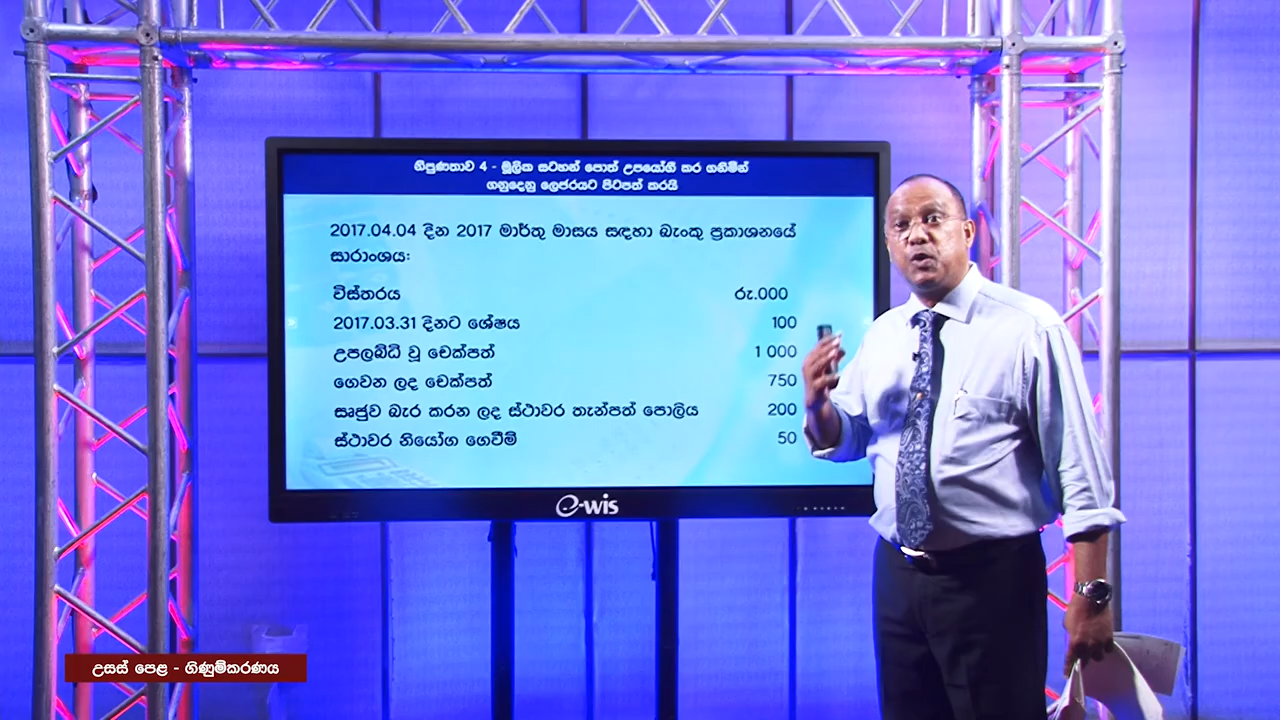 නිපුණතාව 4 - මූලික සටහන් පොත් උපයෝගී කර ගනිමින්
ගනුදෙනු ලෙජරයට පිටපත් කරයි
2017.04.04 දින 2017 මාර්තු මාසය සඳහා බැංකු ප්‍රකාශනයේ
සාරාංශය:
විස්තරය රු.000
2017.03.31 දිනට ශේෂය 100
උපලබ්ධි වූ චෙක්පත් 1 000
ගෙවන ලද චෙක්පත් 750
සෘජුව බැර කරන ලද ස්ථාවර තැන්පත් පොලිය 200
ස්ථාවර නියෝග ගෙවීම් 50
e-wis
උසස් පෙළ - ගිණුම්කරණය